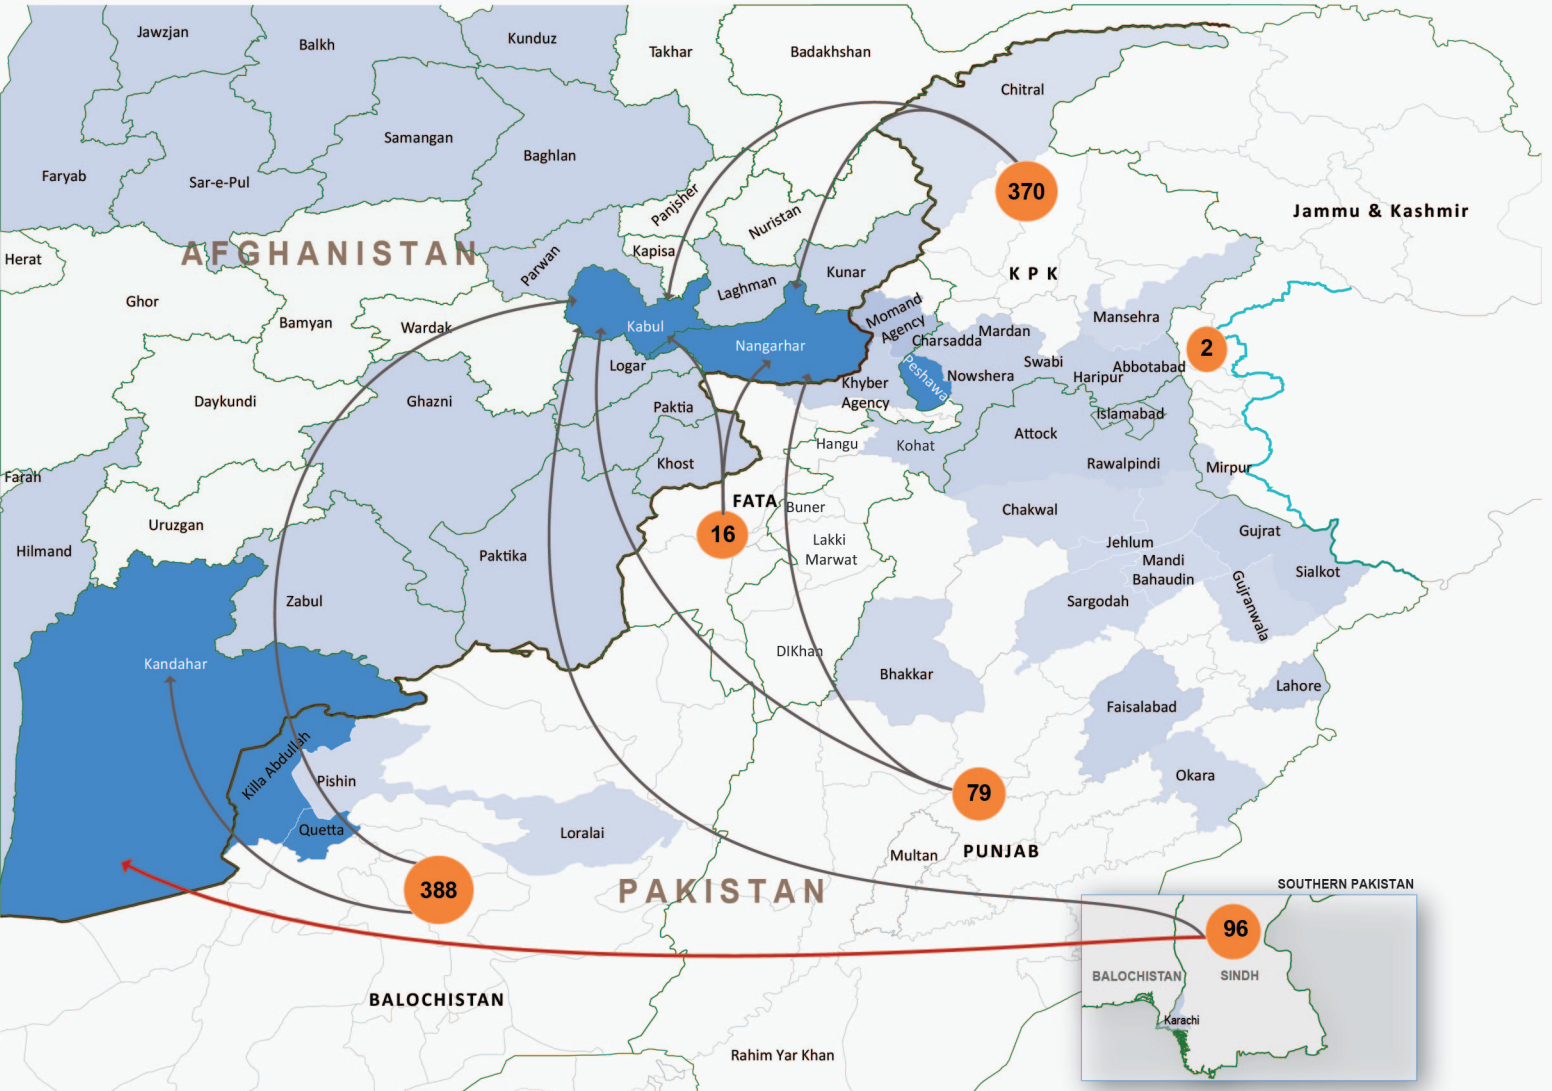 Jawzjan
Balkh
Kunduz
Takhar
Badakhshan
Chitral
Samangan
Baghlan
Faryab
Sar-e-Pul
370
Panjsher
Nuristan
Jammu & Kashmir
AFGHANISTAN
Herat
Parwan
Kapisa
Laghman
Kunar
KPK
Ghor
Bamyan
Wardak
Kabul
Nangarhar
Momand
Agency
Charsadda
Mardan
Mansehra
2
Logar
Khyber
Agency
Peshawa
Nowshera
Swabi
Haripur
Abbotabad
Daykundi
Ghazni
Paktia
Islamabad
Hangu
Kohat
Attock
Khost
Rawalpindi
Mirpur
Farah
Uruzgan
FATA
Buner
Chakwal
Gujrat
16
Lakki
Marwat
Jehlum
Hilmand
Paktika
Mandi
Bahaudin
Sialkot
Zabul
Sargodah
Gujranwala
Kandahar
DIKhan
Bhakkar
Lahore
Faisalabad
Killa Abdullah
Pishin
Okara
79
Quetta
Loralai
Multan
PUNJAB
388
PAKISTAN
SOUTHERN PAKISTAN
96
BALOCHISTAN
SINDH
Karachi
BALOCHISTAN
Rahim Yar Khan